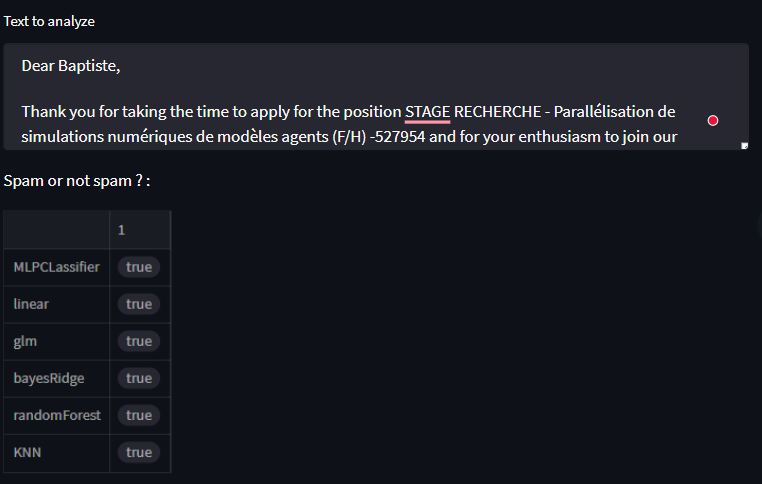 Text to analyze
Dear Baptiste,
Thank you for taking the time to apply for the position STAGE RECHERCHE - Parallélisation de
simulations numériques de modèles agents (F/H) -527954 and for your enthusiasm to join our
Spam or not spam ? :
1
MLPCLassifier true
linear true
glm true
bayesRidge true
randomForest true
KNN true